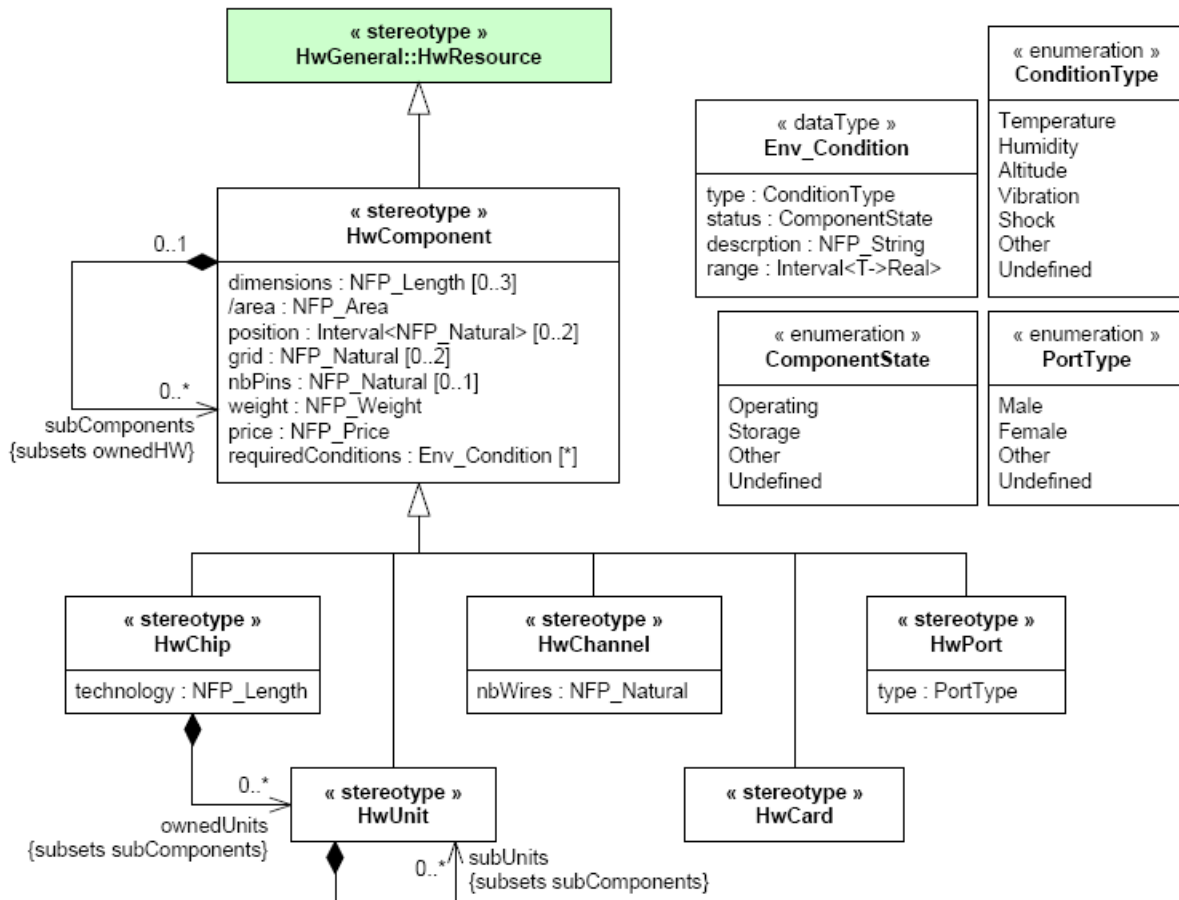 « stereotype »
HwGeneral::HwResource
« enumeration »
ConditionType
Temperature
Humidity
Altitude
Vibration
Shock
Other
Undefined
« dataType »
Env_Condition
type : ConditionType
status : ComponentState
descrption : NFP_String
range : Interval<T->Real>
« stereotype »
HwComponent
dimensions : NFP_Length [0..3]
/area : NFP_Area
position : Interval<NFP_Natural> [0..2]
grid : NFP_Natural [0..2]
nbPins : NFP_Natural [0..1]
weight : NFP_Weight
price : NFP_Price
requiredConditions : Env_Condition [*]
0..1
0..*
subComponents
{subsets ownedHW}
« enumeration »
ComponentState
Operating
Storage
Other
Undefined
« enumeration »
PortType
Male
Female
Other
Undefined
« stereotype »
HwChip
technology : NFP_Length
« stereotype »
HwChannel
nbWires : NFP_Natural
« stereotype »
HwPort
type : PortType
0..*
ownedUnits
{subsets subComponents}
« stereotype »
HwUnit
« stereotype »
HwCard
0..*
subUnits
{subsets subComponents}